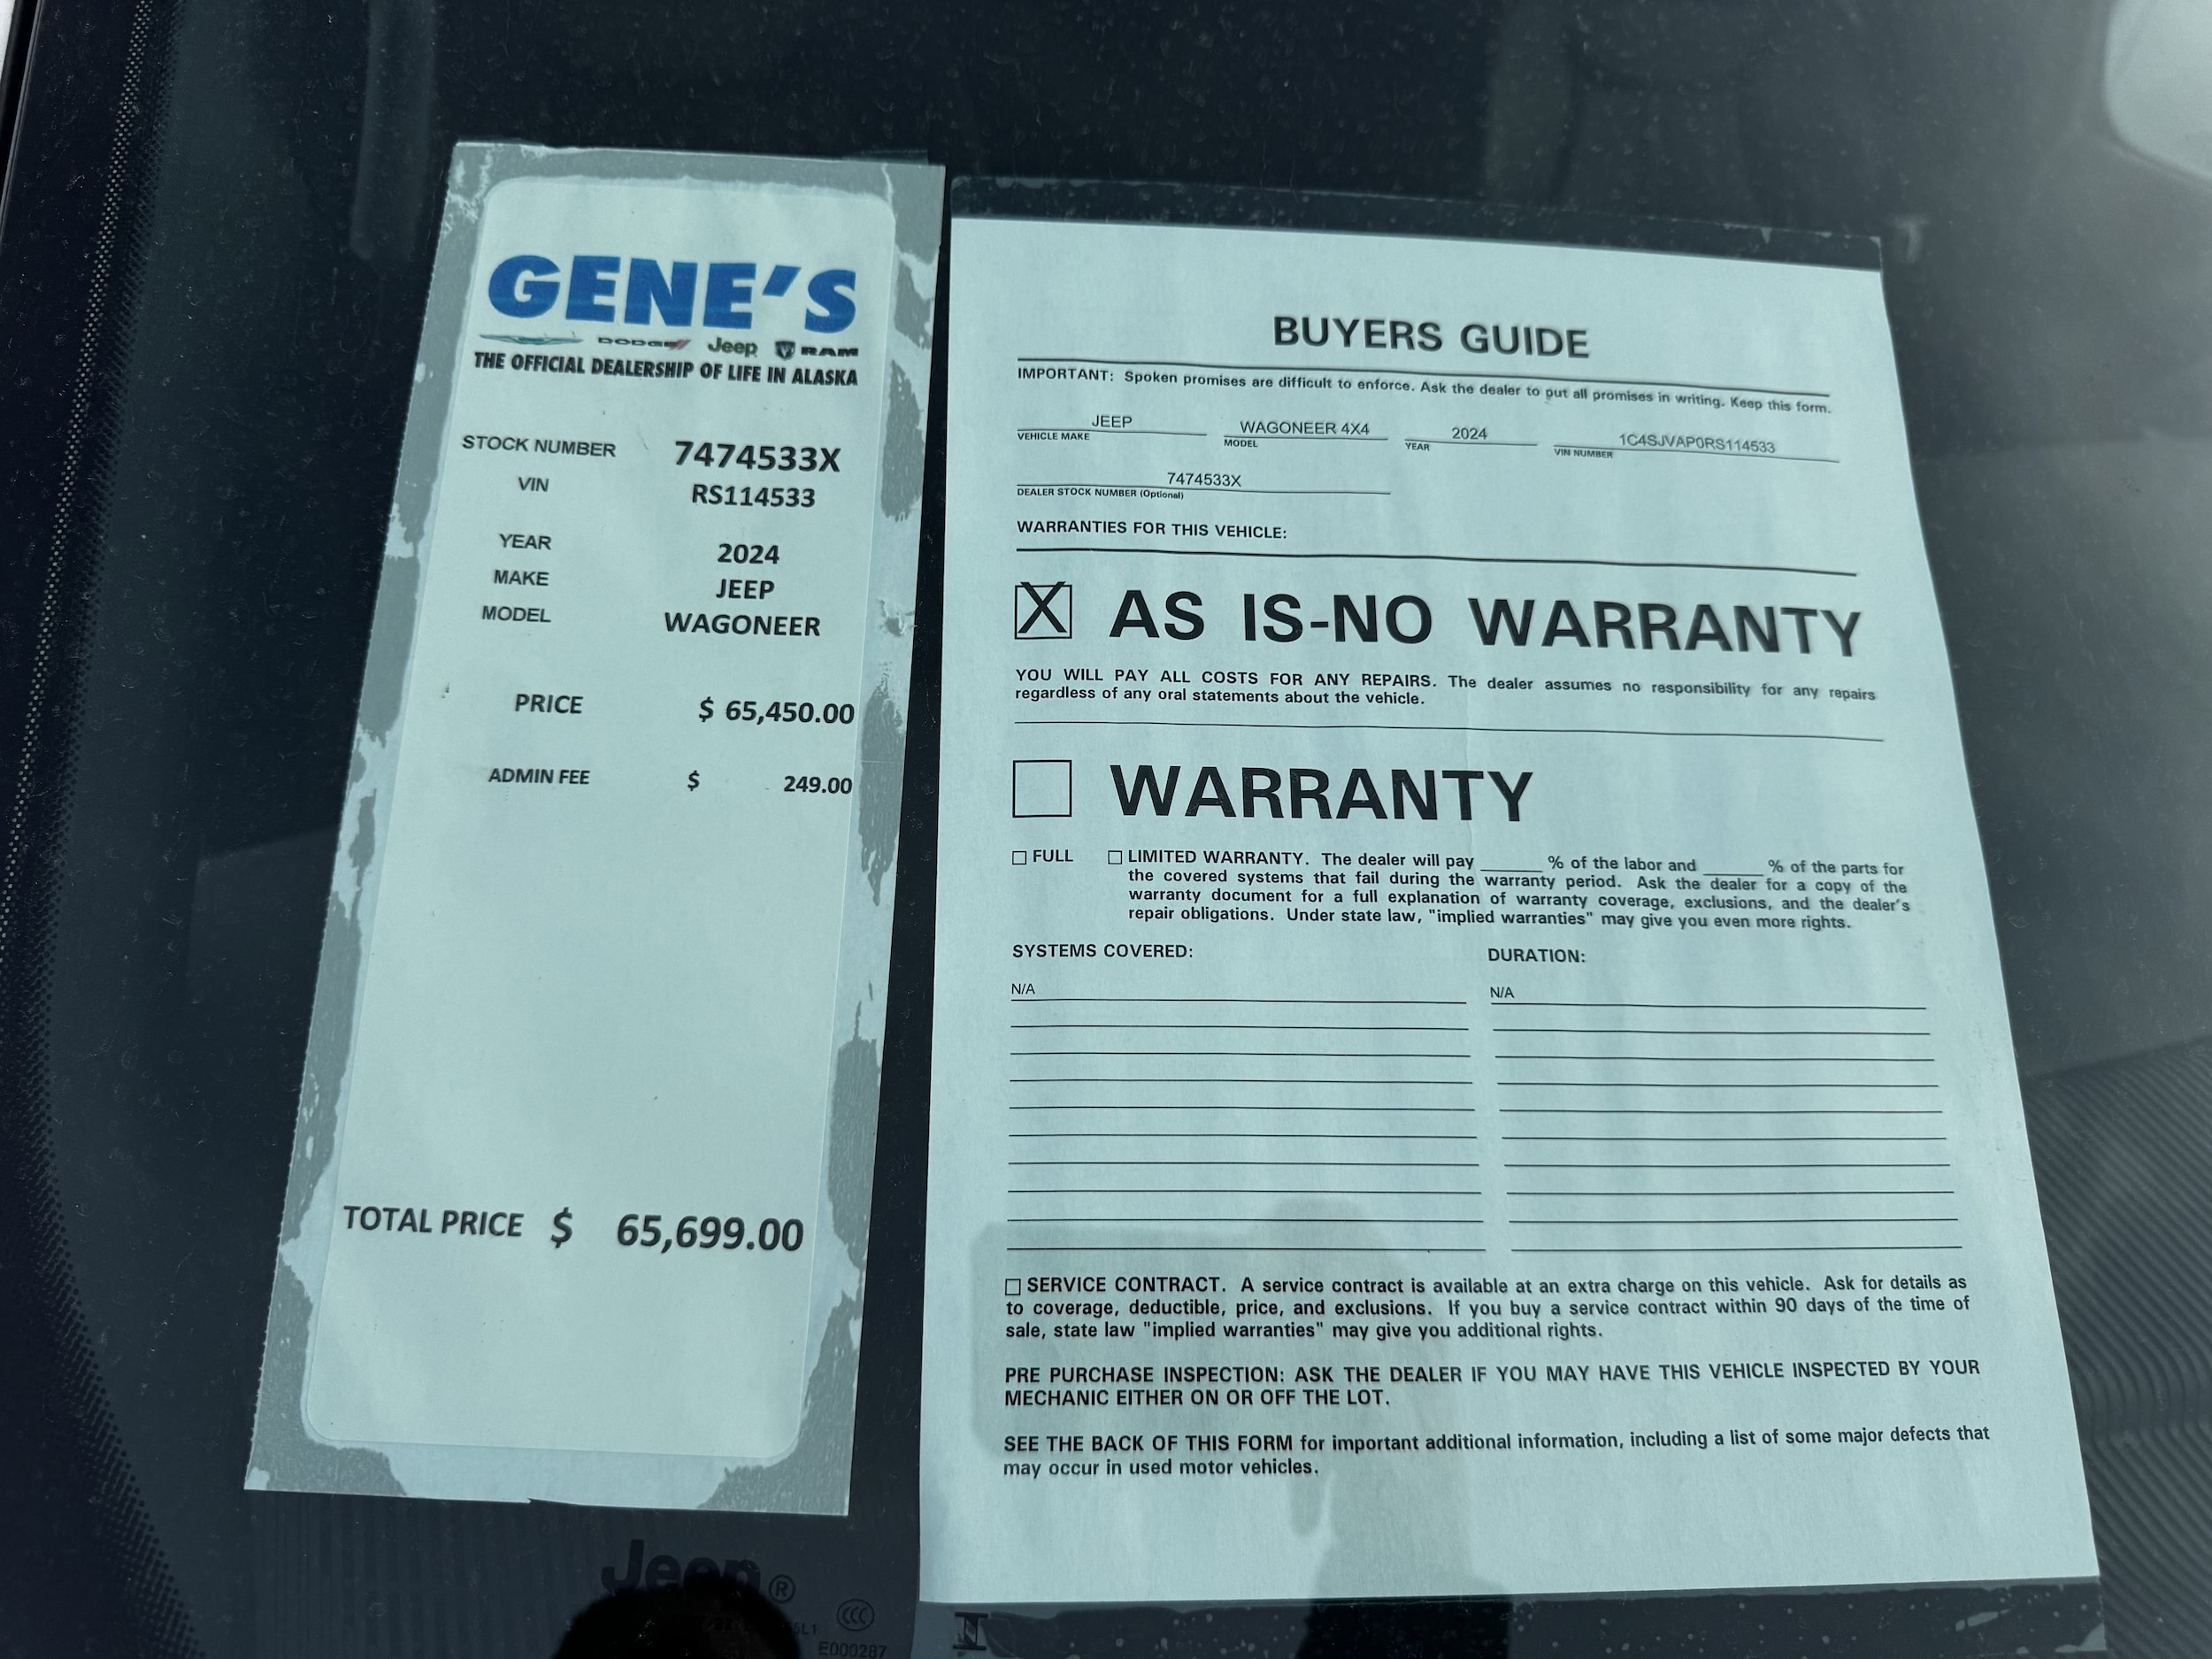 GENE'S
DODGE Jeep RAM
THE OFFICIAL DEALERSHIP OF LIFE IN ALASKA
STOCK NUMBER 7474533X
VIN RS114533
YEAR 2024
MAKE JEEP
MODEL WAGONEER
PRICE $ 65,450.00
ADMIN FEE $ 249.00
TOTAL PRICE $ 65,699.00
BUYERS GUIDE
IMPORTANT: Spoken promises are difficult to enforce. Ask the dealer to put all promises in writing. Keep this form.
JEEP WAGONEER 4X4 2024 1C4SJVAP0RS114533
VEHICLE MAKE MODEL YEAR VIN NUMBER
7474533X
DEALER STOCK NUMBER (Optional)
WARRANTIES FOR THIS VEHICLE:
X AS IS-NO WARRANTY
YOU WILL PAY ALL COSTS FOR ANY REPAIRS. The dealer assumes no responsibility for any repairs
regardless of any oral statements about the vehicle.
WARRANTY
FULL LIMITED WARRANTY. The dealer will pay ______ % of the labor and ______ % of the parts for
the covered systems that fail during the warranty period. Ask the dealer for a copy of the
warranty document for a full explanation of warranty coverage, exclusions, and the dealer's
repair obligations. Under state law, "implied warranties" may give you even more rights.
SYSTEMS COVERED: DURATION:
N/A N/A
SERVICE CONTRACT. A service contract is available at an extra charge on this vehicle. Ask for details as
to coverage, deductible, price, and exclusions. If you buy a service contract within 90 days of the time of
sale, state law "implied warranties" may give you additional rights.
PRE PURCHASE INSPECTION: ASK THE DEALER IF YOU MAY HAVE THIS VEHICLE INSPECTED BY YOUR
MECHANIC EITHER ON OR OFF THE LOT.
SEE THE BACK OF THIS FORM for important additional information, including a list of some major defects that
may occur in used motor vehicles.
Jeep®
CCC
E000287